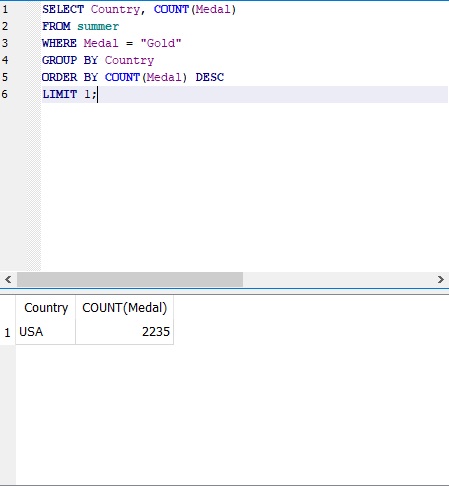 1 SELECT Country, COUNT(Medal)
2 FROM summer
3 WHERE Medal = "Gold"
4 GROUP BY Country
5 ORDER BY COUNT(Medal) DESC
6 LIMIT 1;
Country COUNT(Medal)
1 USA 2235